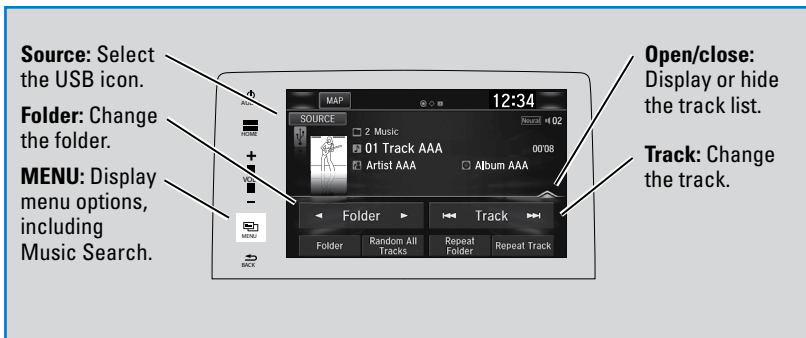 Source: Select
the USB icon.
Folder: Change
the folder.
MENU: Display
menu options,
including
Music Search.
AUDIO
HOME
+
VOL
−
MENU
BACK
MAP
12:34
SOURCE
Neural
02
2 Music
01 Track AAA
00'08
Artist AAA
Album AAA
Folder
Track
Folder
Random All
Tracks
Repeat
Folder
Repeat Track
Open/close:
Display or hide
the track list.
Track: Change
the track.